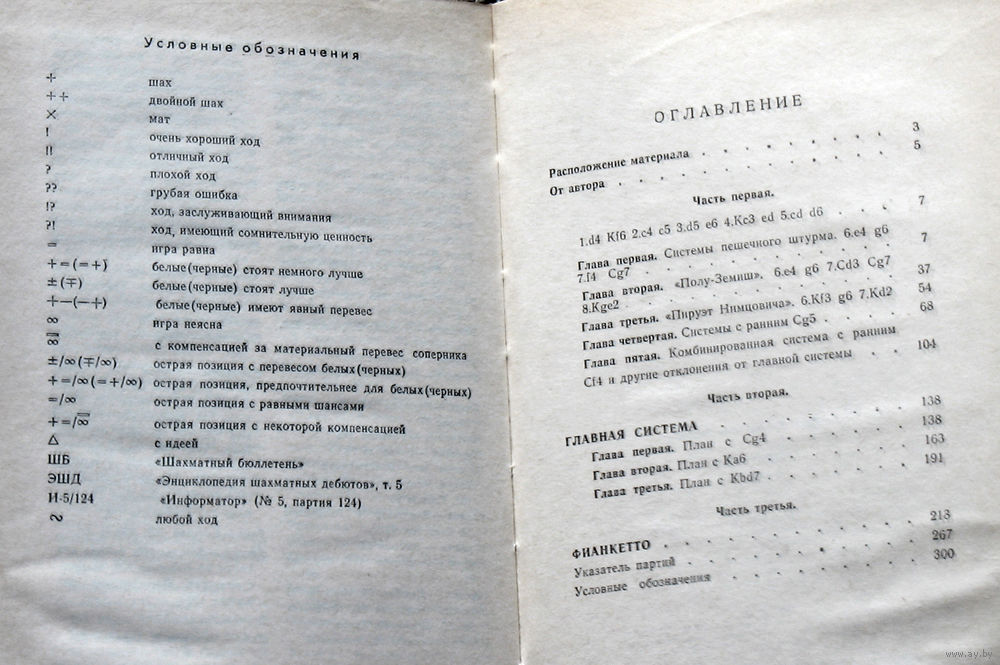 Условные обозначения
+ шах
++ двойной шах
× мат
! очень хороший ход
!! отличный ход
? плохой ход
?? грубая ошибка
!? ход, заслуживающий внимания
?! ход, имеющий сомнительную ценность
= игра равна
+=(=+) белые(черные) стоят немного лучше
±(∓) белые(черные) стоят лучше
+—(—+) белые(черные) имеют явный перевес
∞ игра неясна
∞̅ с компенсацией за материальный перевес соперника
±/∞(∓/∞) острая позиция с перевесом белых(черных)
+=/∞(=+/∞) острая позиция, предпочтительнее для белых(черных)
=/∞ острая позиция с равными шансами
+=/∞̅ острая позиция с некоторой компенсацией
Δ с идеей
ШБ «Шахматный бюллетень»
ЭШД «Энциклопедия шахматных дебютов», т. 5
И-5/124 «Информатор» (№ 5, партия 124)
∾ любой ход
ОГЛАВЛЕНИЕ
Расположение материала . . . . . . . . 3
От автора . . . . . . . . . . . 5
Часть первая.
1.d4 Kf6 2.c4 c5 3.d5 e6 4.Kc3 ed 5.cd d6 . . . 7
Глава первая. Системы пешечного штурма. 6.e4 g6
7.f4 Cg7 . . . . . . . . . 7
Глава вторая. «Полу-Земиш». 6.e4 g6 7.Cd3 Cg7
8.Kge2 . . . . . . . . . 37
Глава третья. «Пируэт Нимцовича». 6.Kf3 g6 7.Kd2 54
Глава четвертая. Системы с ранним Cg5 . . . . 68
Глава пятая. Комбинированная система с ранним
Cf4 и другие отклонения от главной системы . . 104
Часть вторая.
ГЛАВНАЯ СИСТЕМА . . . . . . . . 138
Глава первая. План с Cg4 . . . . . . 138
Глава вторая. План с Ka6 . . . . . . 163
Глава третья. План с Kbd7 . . . . . . 191
Часть третья.
ФИАНКЕТТО . . . . . . . . . 213
Указатель партий . . . . . . . . . 267
Условные обозначения . . . . . . . . 300
www.ay.by